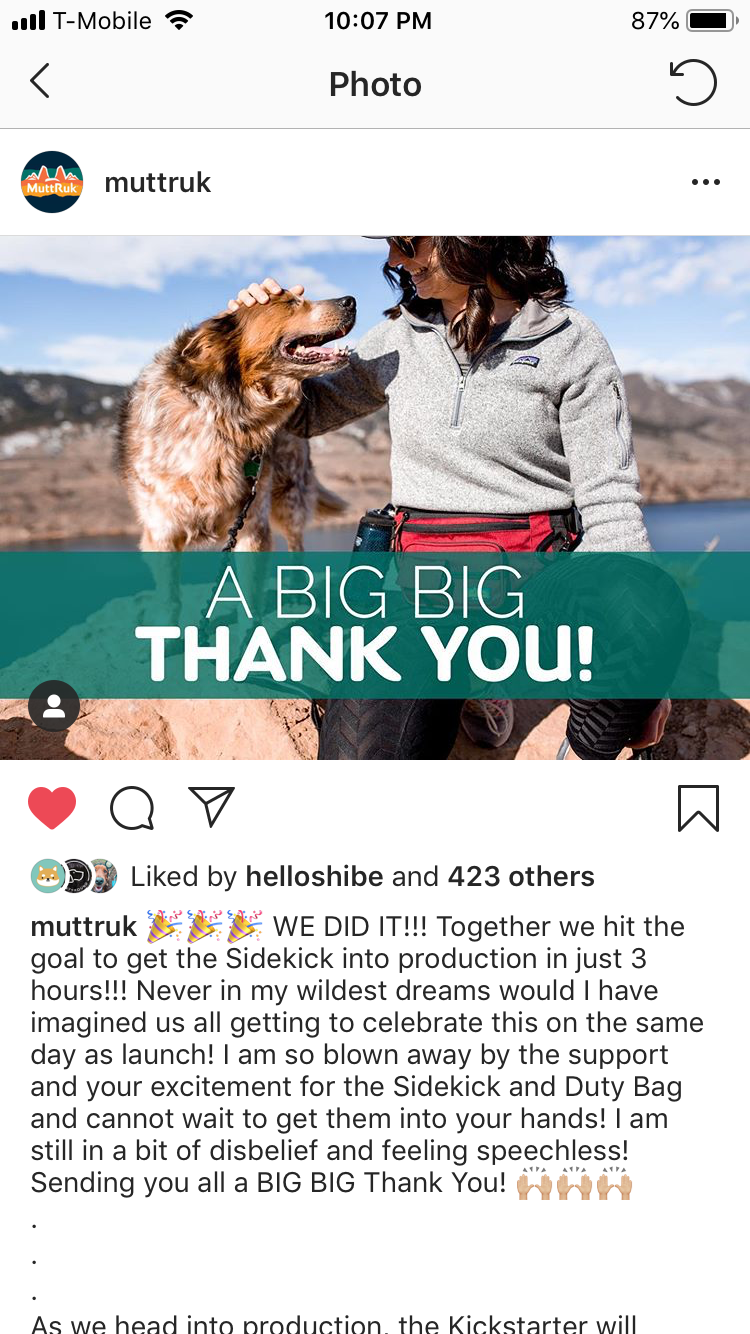 T-Mobile 10:07 PM 87%
Photo
MuttRuk muttruk
A BIG BIG
THANK YOU!
Liked by helloshibe and 423 others
muttruk 🎉🎉🎉 WE DID IT!!! Together we hit the
goal to get the Sidekick into production in just 3
hours!!! Never in my wildest dreams would I have
imagined us all getting to celebrate this on the same
day as launch! I am so blown away by the support
and your excitement for the Sidekick and Duty Bag
and cannot wait to get them into your hands! I am
still in a bit of disbelief and feeling speechless!
Sending you all a BIG BIG Thank You! 🙌🏼🙌🏼🙌🏼
.
.
.
As we head into production, the Kickstarter will